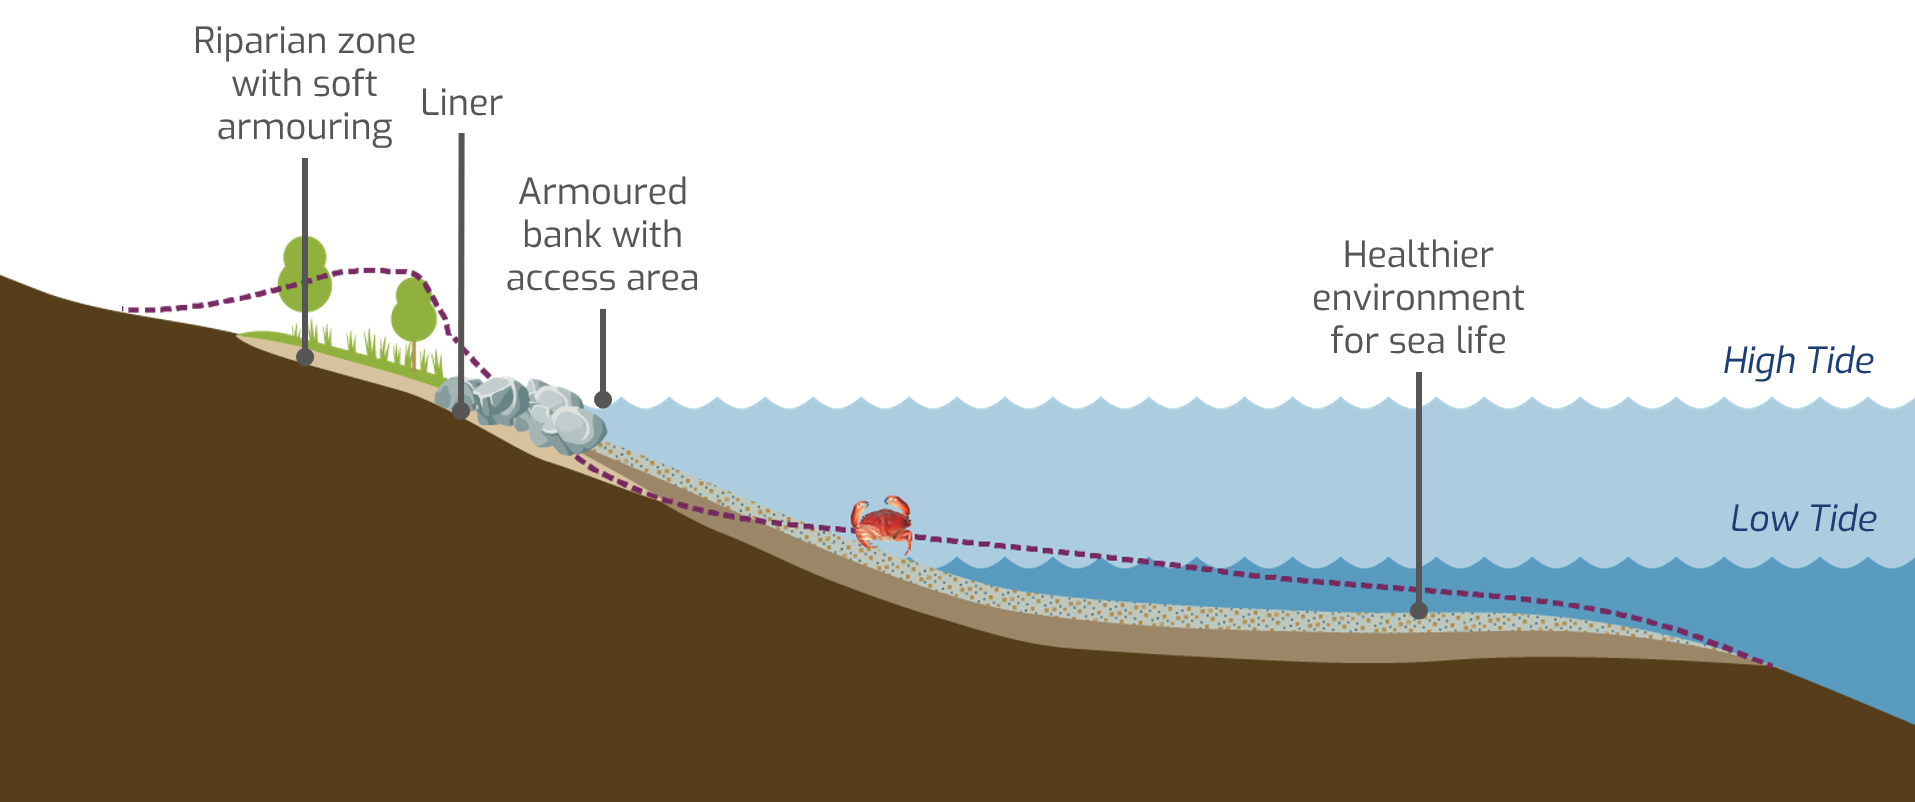 Riparian zone
with soft
armouring
Liner
Armoured
bank with
access area
Healthier
environment
for sea life
High Tide
Low Tide